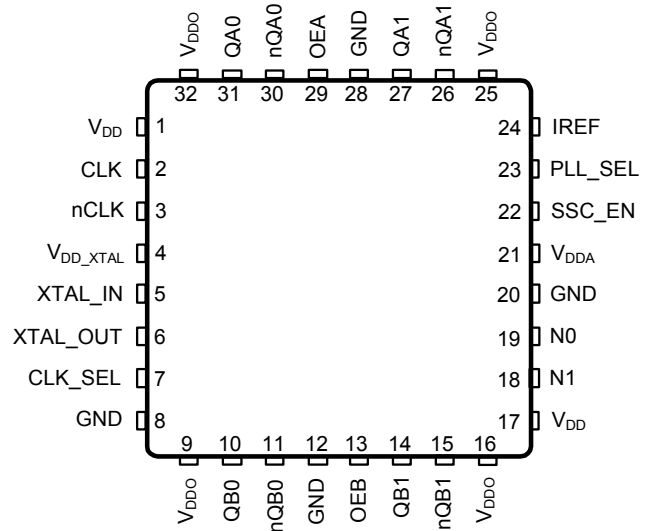 VDDO QA0 nQA0 OEA GND QA1 nQA1 VDDO
32 31 30 29 28 27 26 25
VDD 1 24 IREF
CLK 2 23 PLL_SEL
nCLK 3 22 SSC_EN
VDD_XTAL 4 21 VDDA
XTAL_IN 5 20 GND
XTAL_OUT 6 19 N0
CLK_SEL 7 18 N1
GND 8 17 VDD
9 10 11 12 13 14 15 16
VDDO QB0 nQB0 GND OEB QB1 nQB1 VDDO